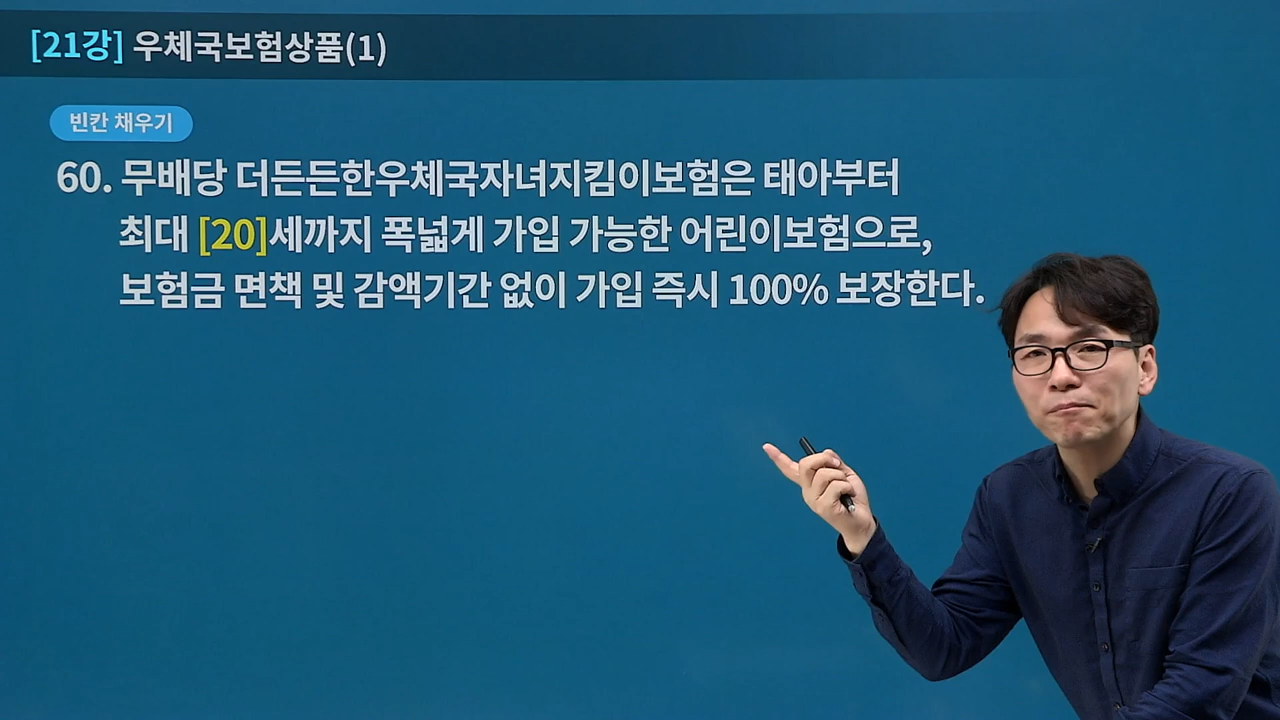 [21강] 우체국보험상품(1)
빈칸 채우기
60. 무배당 더든든한우체국자녀지킴이보험은 태아부터
최대 [20]세까지 폭넓게 가입 가능한 어린이보험으로,
보험금 면책 및 감액기간 없이 가입 즉시 100% 보장한다.